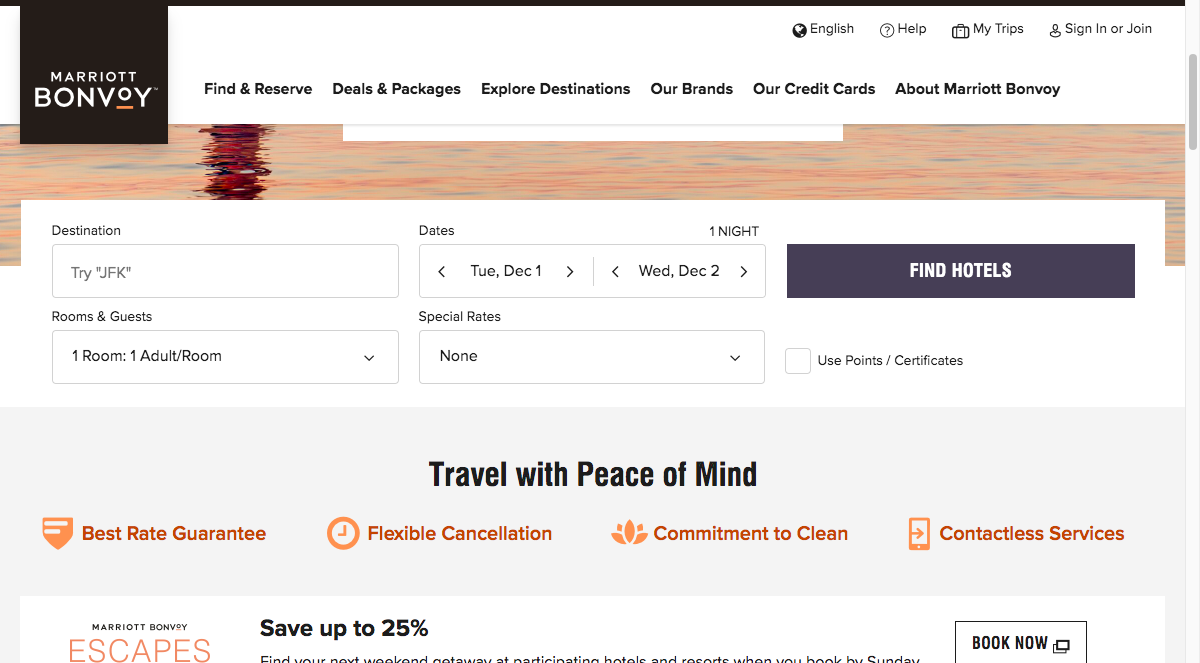 English
Help
My Trips
Sign In or Join
MARRIOTT
BONVOY™
Find & Reserve
Deals & Packages
Explore Destinations
Our Brands
Our Credit Cards
About Marriott Bonvoy
Destination
Try "JFK"
Dates
1 NIGHT
Tue, Dec 1
Wed, Dec 2
FIND HOTELS
Rooms & Guests
1 Room: 1 Adult/Room
Special Rates
None
Use Points / Certificates
Travel with Peace of Mind
Best Rate Guarantee
Flexible Cancellation
Commitment to Clean
Contactless Services
MARRIOTT BONVOY
ESCAPES
Save up to 25%
Find your next weekend getaway at participating hotels and resorts when you book by Sunday
BOOK NOW